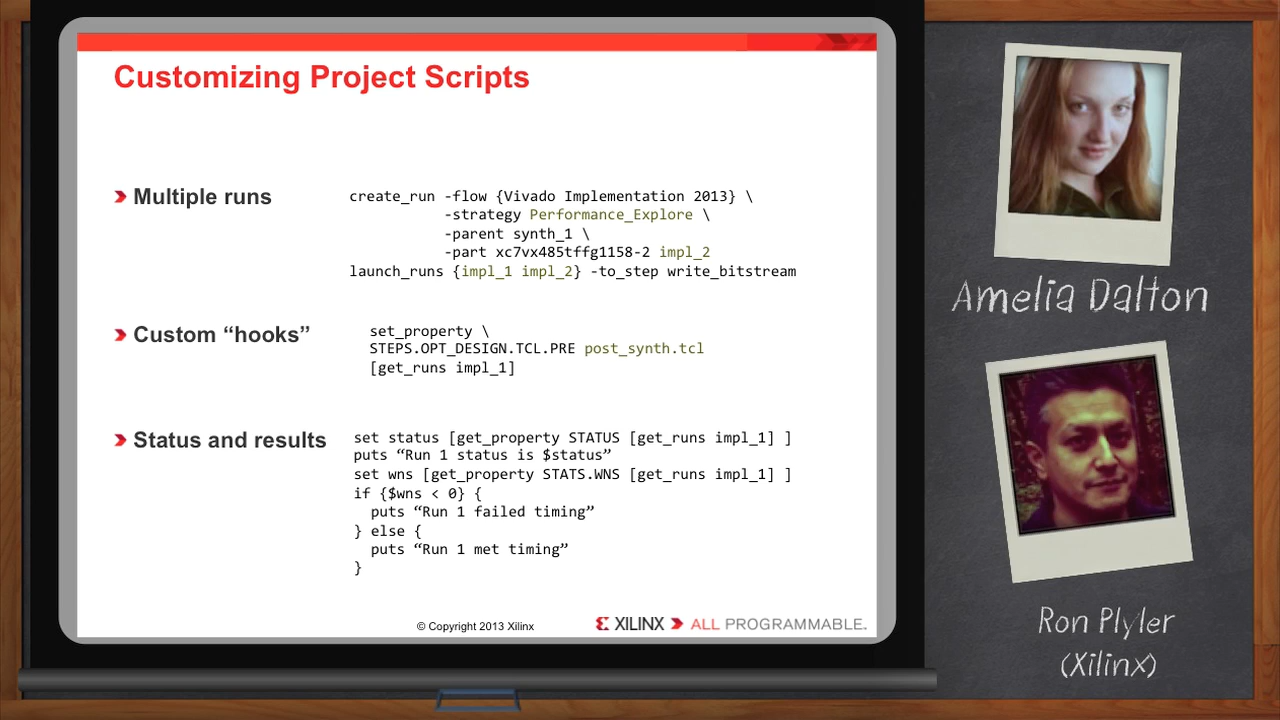 Customizing Project Scripts
Multiple runs
create_run -flow {Vivado Implementation 2013} \
-strategy Performance_Explore \
-parent synth_1 \
-part xc7vx485tffg1158-2 impl_2
launch_runs {impl_1 impl_2} -to_step write_bitstream
Custom “hooks”
set_property \
STEPS.OPT_DESIGN.TCL.PRE post_synth.tcl
[get_runs impl_1]
Status and results
set status [get_property STATUS [get_runs impl_1] ]
puts “Run 1 status is $status”
set wns [get_property STATS.WNS [get_runs impl_1] ]
if {$wns < 0} {
puts “Run 1 failed timing”
} else {
puts “Run 1 met timing”
}
© Copyright 2013 Xilinx
XILINX ALL PROGRAMMABLE.
Amelia Dalton
Ron Plyler
(Xilinx)